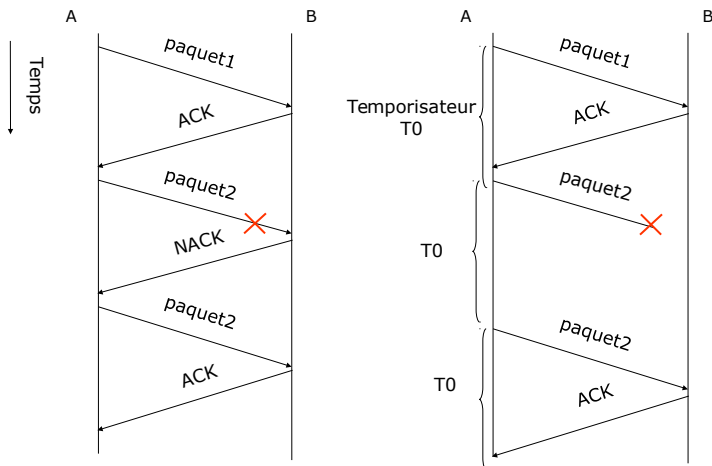 A
B
Temps
paquet1
ACK
paquet2
NACK
paquet2
ACK
A
B
Temporisateur
T0
paquet1
ACK
paquet2
T0
paquet2
T0
ACK